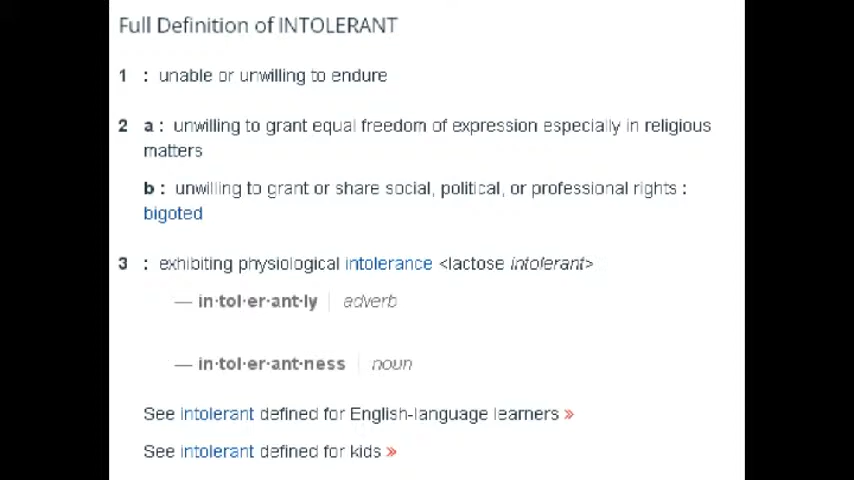 Full Definition of INTOLERANT
1 : unable or unwilling to endure
2 a : unwilling to grant equal freedom of expression especially in religious
matters
b : unwilling to grant or share social, political, or professional rights :
bigoted
3 : exhibiting physiological intolerance <lactose intolerant>
— in·tol·er·ant·ly | adverb
— in·tol·er·ant·ness | noun
See intolerant defined for English-language learners »
See intolerant defined for kids »